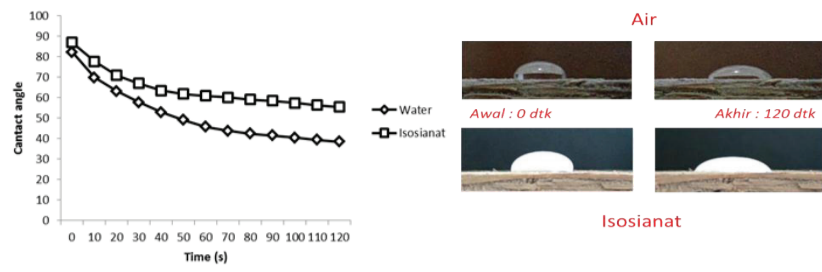 100
90
80
70
60
50
40
30
20
10
0
Cantact angle
0 10 20 30 40 50 60 70 80 90 100 110 120
Time (s)
Water
Isosianat
Air
Awal : 0 dtk
Akhir : 120 dtk
Isosianat